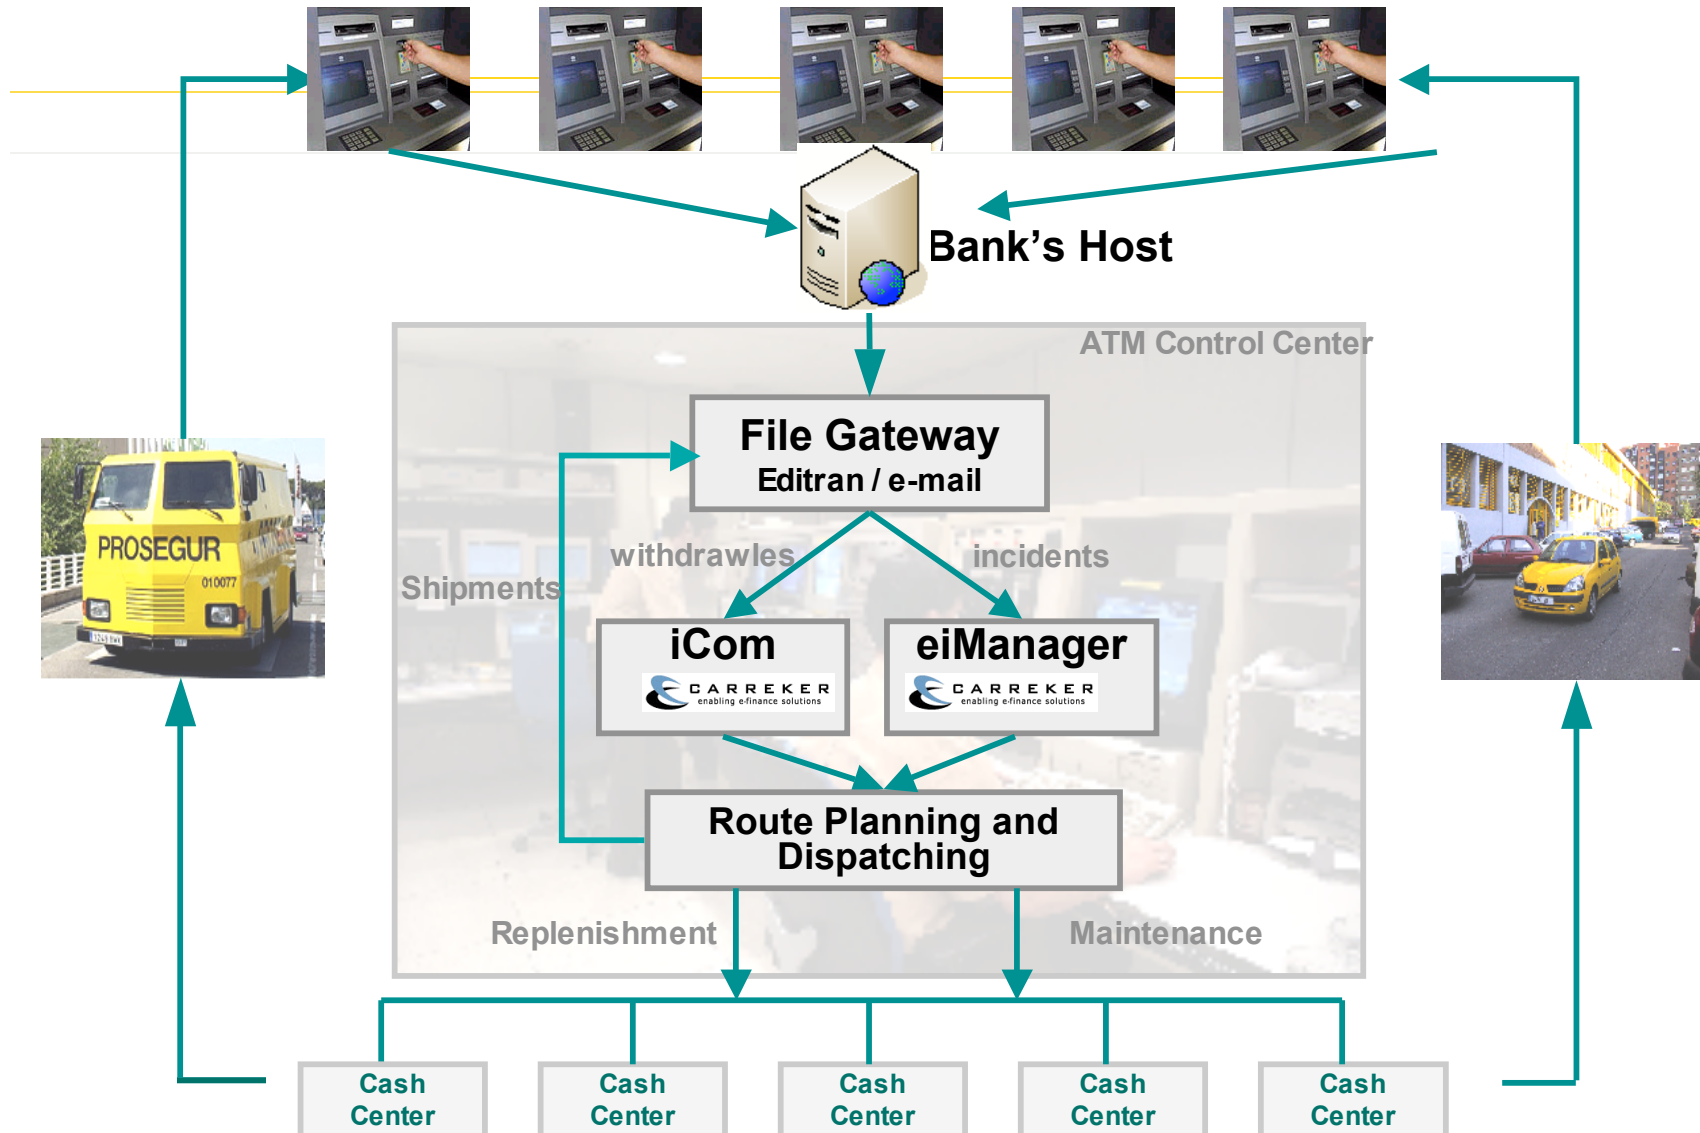 Bank's Host
ATM Control Center
File Gateway
Editran / e-mail
withdrawles
incidents
Shipments
PROSEGUR
010077
iCom
eiManager
CARREKER
enabling e-finance solutions
CARREKER
enabling e-finance solutions
Route Planning and
Dispatching
Replenishment
Maintenance
Cash
Center
Cash
Center
Cash
Center
Cash
Center
Cash
Center